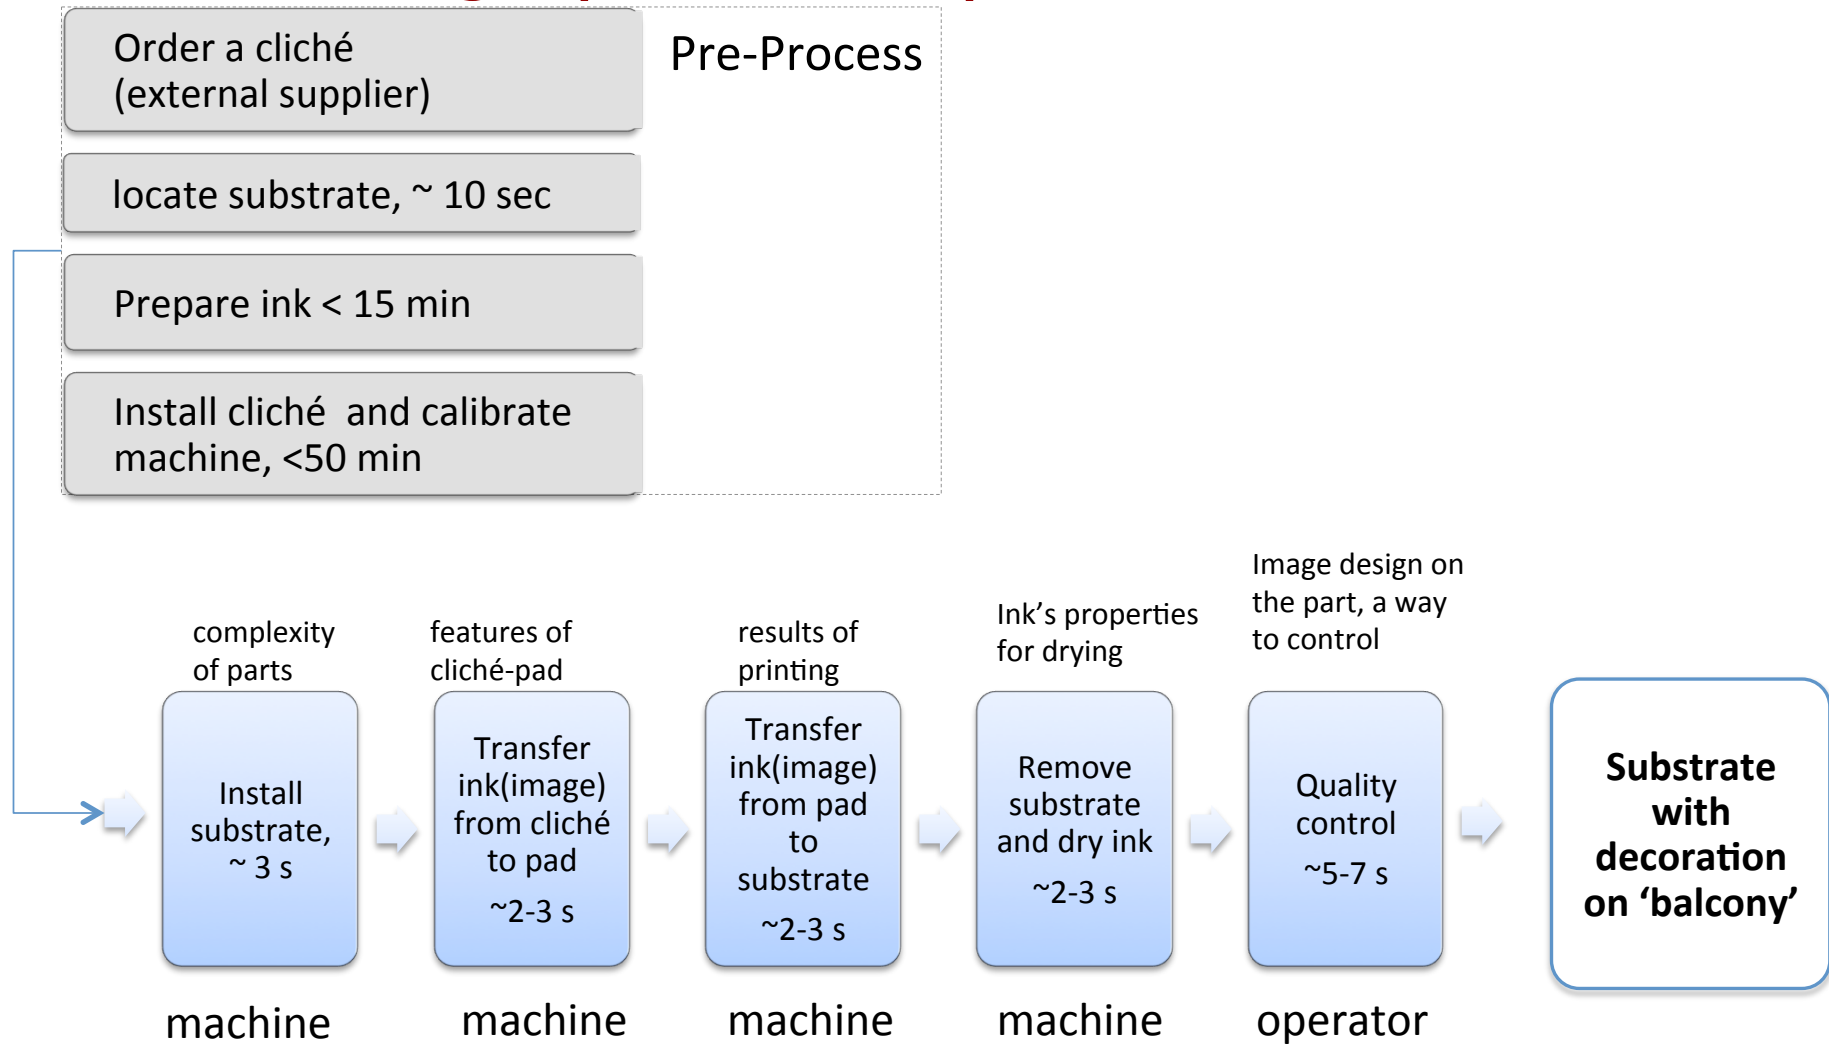 Order a cliché
(external supplier)
Pre-Process
locate substrate, ~ 10 sec
Prepare ink < 15 min
Install cliché  and calibrate
machine, <50 min
complexity
of parts
features of
cliché-pad
results of
printing
Ink’s properties
for drying
Image design on
the part, a way
to control
Install
substrate,
~ 3 s
Transfer
ink(image)
from cliché
to pad
~2-3 s
Transfer
ink(image)
from pad
to
substrate
~2-3 s
Remove
substrate
and dry ink
~2-3 s
Quality
control
~5-7 s
Substrate
with
decoration
on ‘balcony’
machine
machine
machine
machine
operator